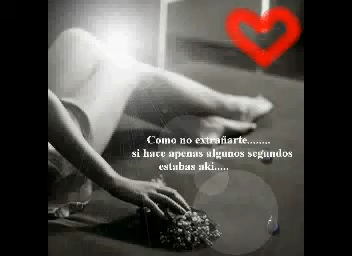 Como no extrañarte........
si hace apenas algunos segundos
estabas aki.....